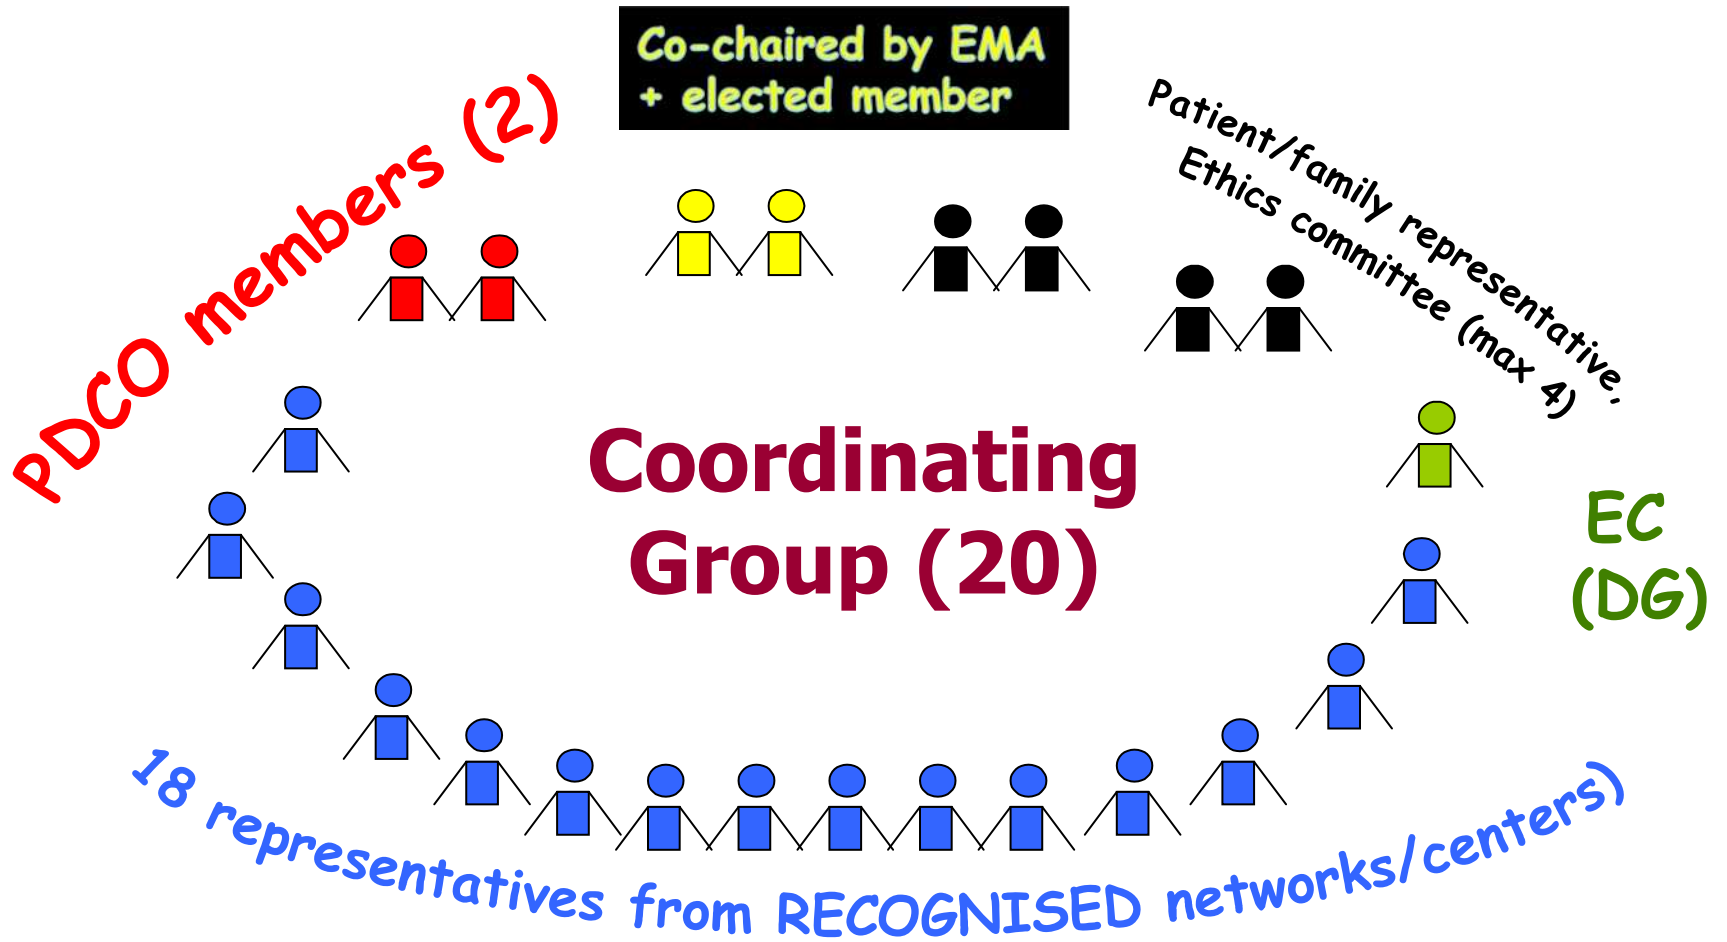 Co-chaired by EMA
+ elected member
PDCO members (2)
Patient/family representative,
Ethics committee (max 4)
Coordinating
Group (20)
EC
(DG)
18 representatives from RECOGNISED networks/centers)